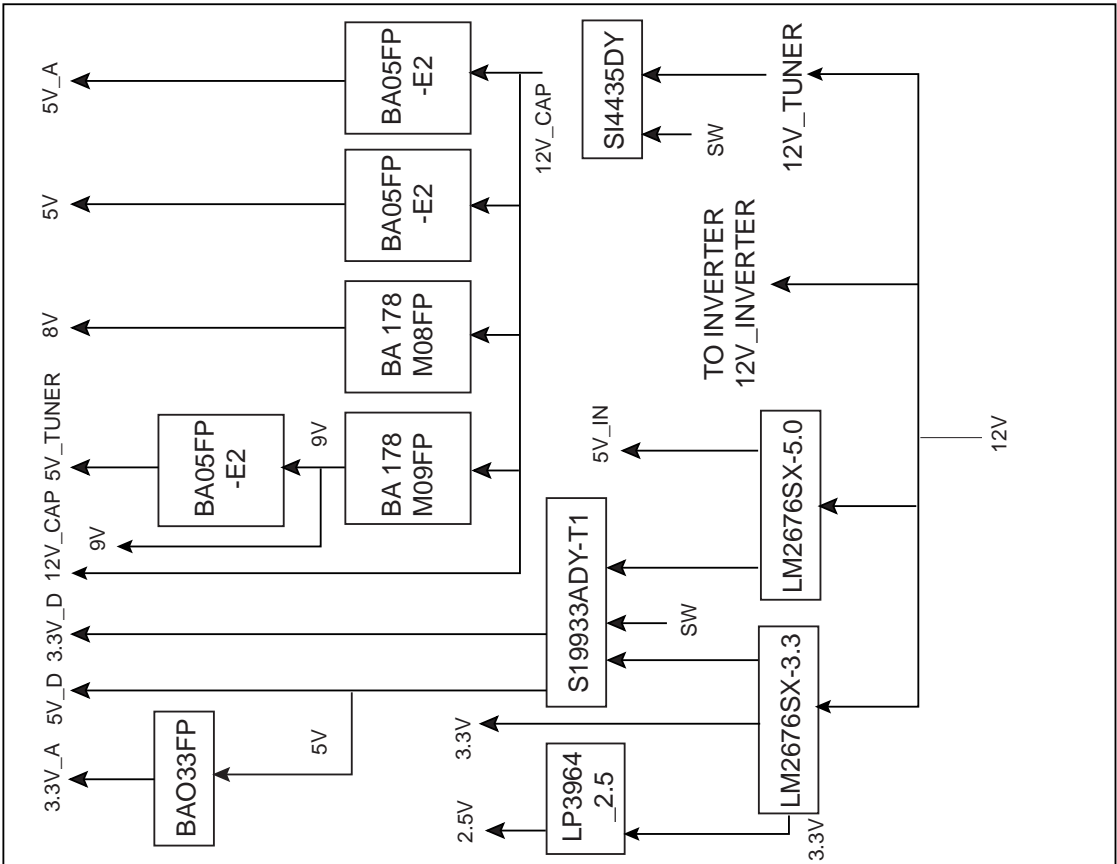 3.3V_A
5V_D
3.3V_D
12V_CAP
5V_TUNER
8V
5V
5V_A
9V
BAO33FP
BA05FP
-E2
5V
9V
BA 178
M09FP
BA 178
M08FP
BA05FP
-E2
BA05FP
-E2
2.5V
3.3V
12V_CAP
LP3964
_2.5
S19933ADY-T1
5V_IN
SI4435DY
SW
SW
TO INVERTER
12V_INVERTER
LM2676SX-3.3
LM2676SX-5.0
12V_TUNER
3.3V
12V